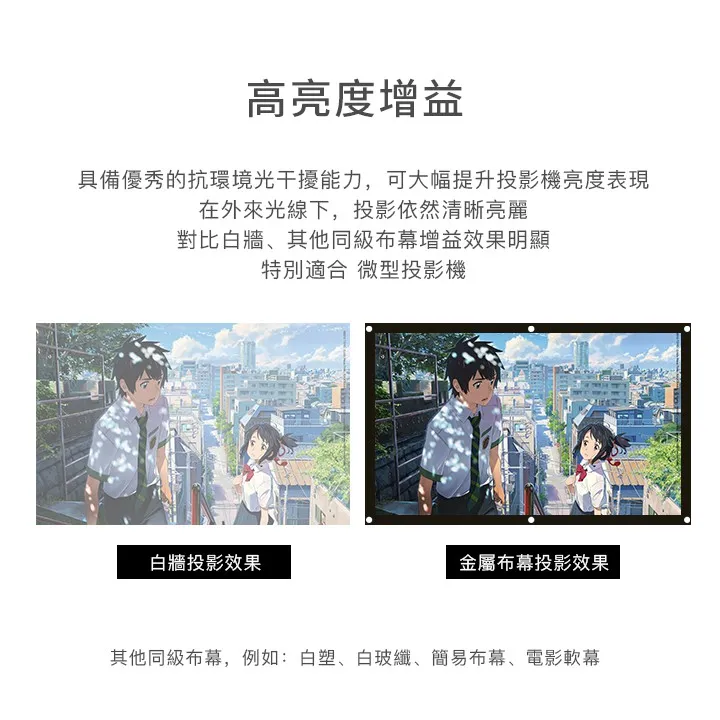 高亮度增益
具備優秀的抗環境光干擾能力，可大幅提升投影機亮度表現
在外來光線下，投影依然清晰亮麗
對比白牆、其他同級布幕增益效果明顯
特別適合 微型投影機
白牆投影效果
金屬布幕投影效果
其他同級布幕，例如：白塑、白玻纖、簡易布幕、電影軟幕